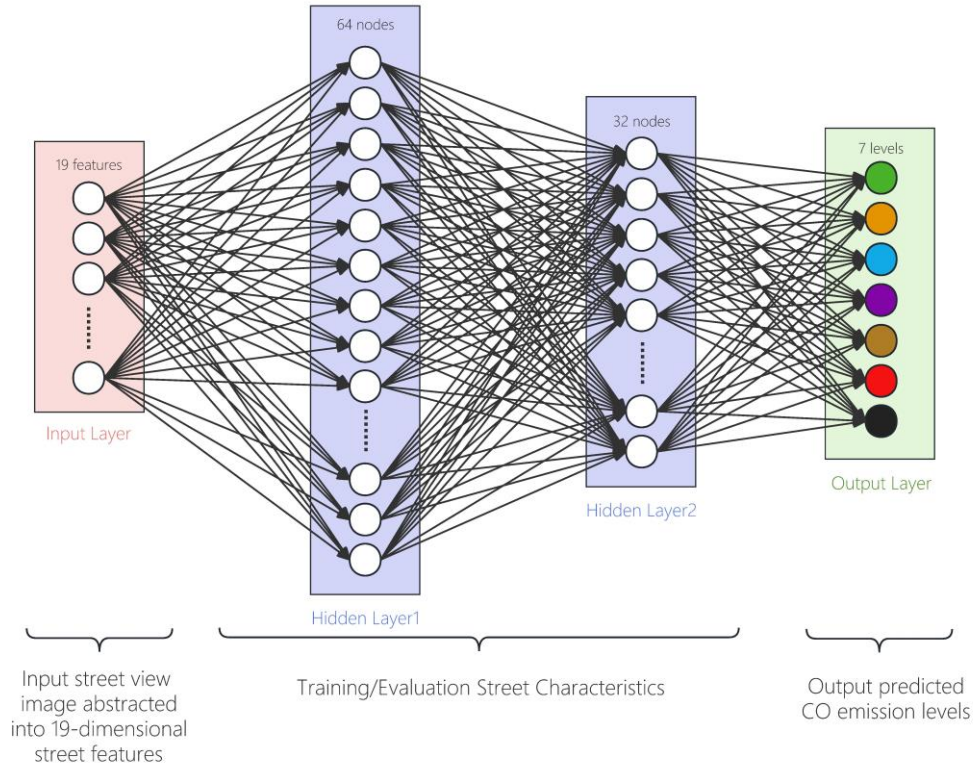 64 nodes
32 nodes
19 features
7 levels
Input Layer
Output Layer
Hidden Layer2
Hidden Layer1
Input street view
image abstracted
into 19-dimensional
street features
Training/Evaluation Street Characteristics
Output predicted
CO emission levels